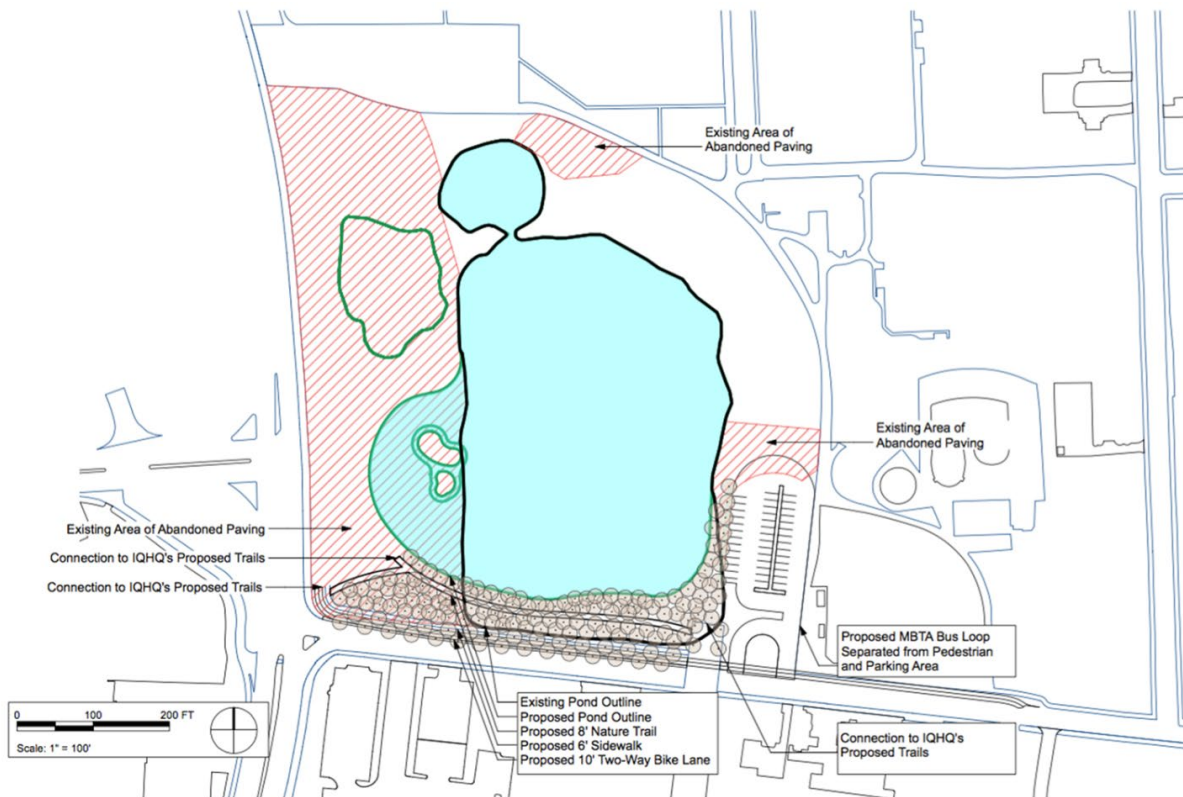 Existing Area of
Abandoned Paving
Existing Area of
Abandoned Paving
Existing Area of Abandoned Paving
Connection to IQHQ's Proposed Trails
Connection to IQHQ's Proposed Trails
Proposed MBTA Bus Loop
Separated from Pedestrian
and Parking Area
Existing Pond Outline
Proposed Pond Outline
Proposed 8' Nature Trail
Proposed 6' Sidewalk
Proposed 10' Two-Way Bike Lane
Connection to IQHQ's
Proposed Trails
0 100 200 FT
Scale: 1" = 100'